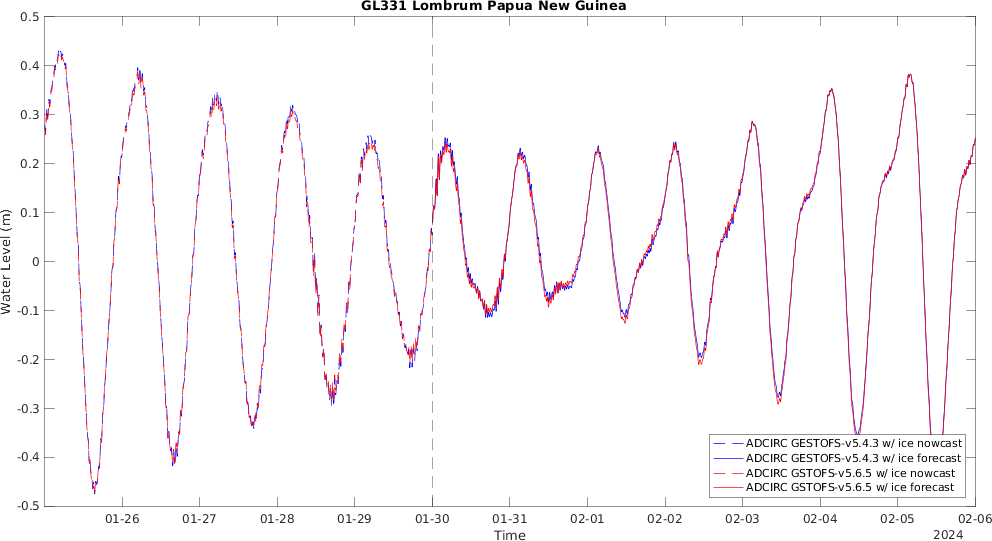 GL331 Lombrum Papua New Guinea
0.5
0.4
0.3
0.2
0.1
0
-0.1
-0.2
-0.3
-0.4
-0.5
Water Level (m)
01-26 01-27 01-28 01-29 01-30 01-31 02-01 02-02 02-03 02-04 02-05 02-06
Time
2024
ADCIRC GESTOFS-v5.4.3 w/ ice nowcast
ADCIRC GESTOFS-v5.4.3 w/ ice forecast
ADCIRC GSTOFS-v5.6.5 w/ ice nowcast
ADCIRC GSTOFS-v5.6.5 w/ ice forecast